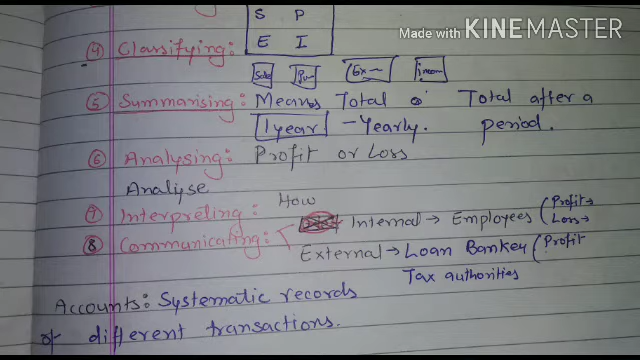 Made with KINEMASTER
S P
④ Classifying: E I
Sale Pur Ex— Incom
⑤ Summarising: Means Total Total after a
1 year - Yearly. period.
⑥ Analysing: Profit or Loss
Analyse
⑦ Interpreting: How
Internal → Employees (Profit→
Loss→
⑧ Communicating:
External → Loan Banker (Profit
Tax authorities
Accounts: Systematic records
of different transactions.